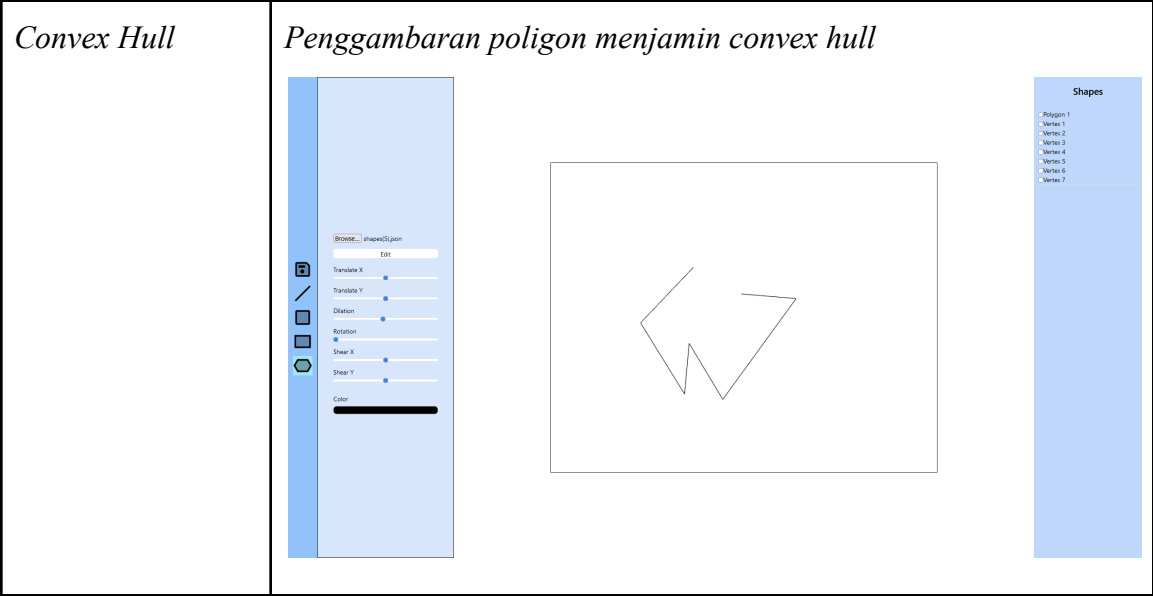 Convex Hull
Penggambaran poligon menjamin convex hull
Browse... shapes(5).json
Edit
Translate X
Translate Y
Dilation
Rotation
Shear X
Shear Y
Color
Shapes
Polygon 1
Vertex 1
Vertex 2
Vertex 3
Vertex 4
Vertex 5
Vertex 6
Vertex 7